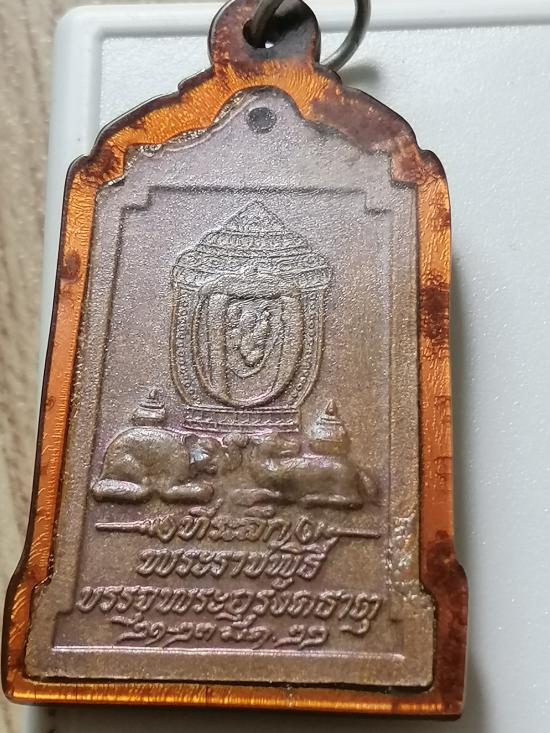 ที่ระลึก
พระราชพิธี
บรรจุพระอุรังคธาตุ
๒๑-๒๓ มี.ค. ๒๒